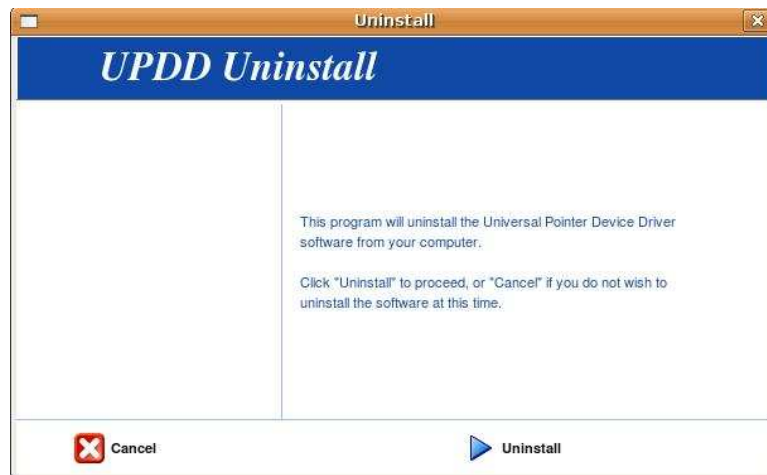 Uninstall
UPDD Uninstall
This program will uninstall the Universal Pointer Device Driver
software from your computer.
Click "Uninstall" to proceed, or "Cancel" if you do not wish to
uninstall the software at this time.
Cancel
Uninstall